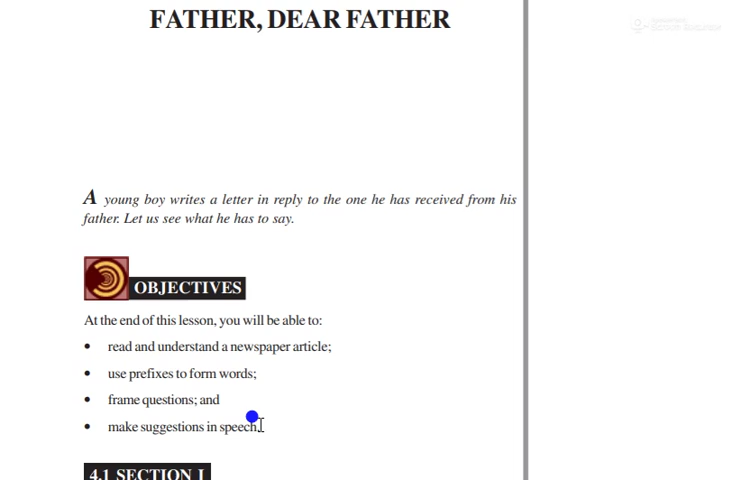 FATHER, DEAR FATHER
A young boy writes a letter in reply to the one he has received from his
father. Let us see what he has to say.
OBJECTIVES
At the end of this lesson, you will be able to:
• read and understand a newspaper article;
• use prefixes to form words;
• frame questions; and
• make suggestions in speech.
4.1 SECTION I